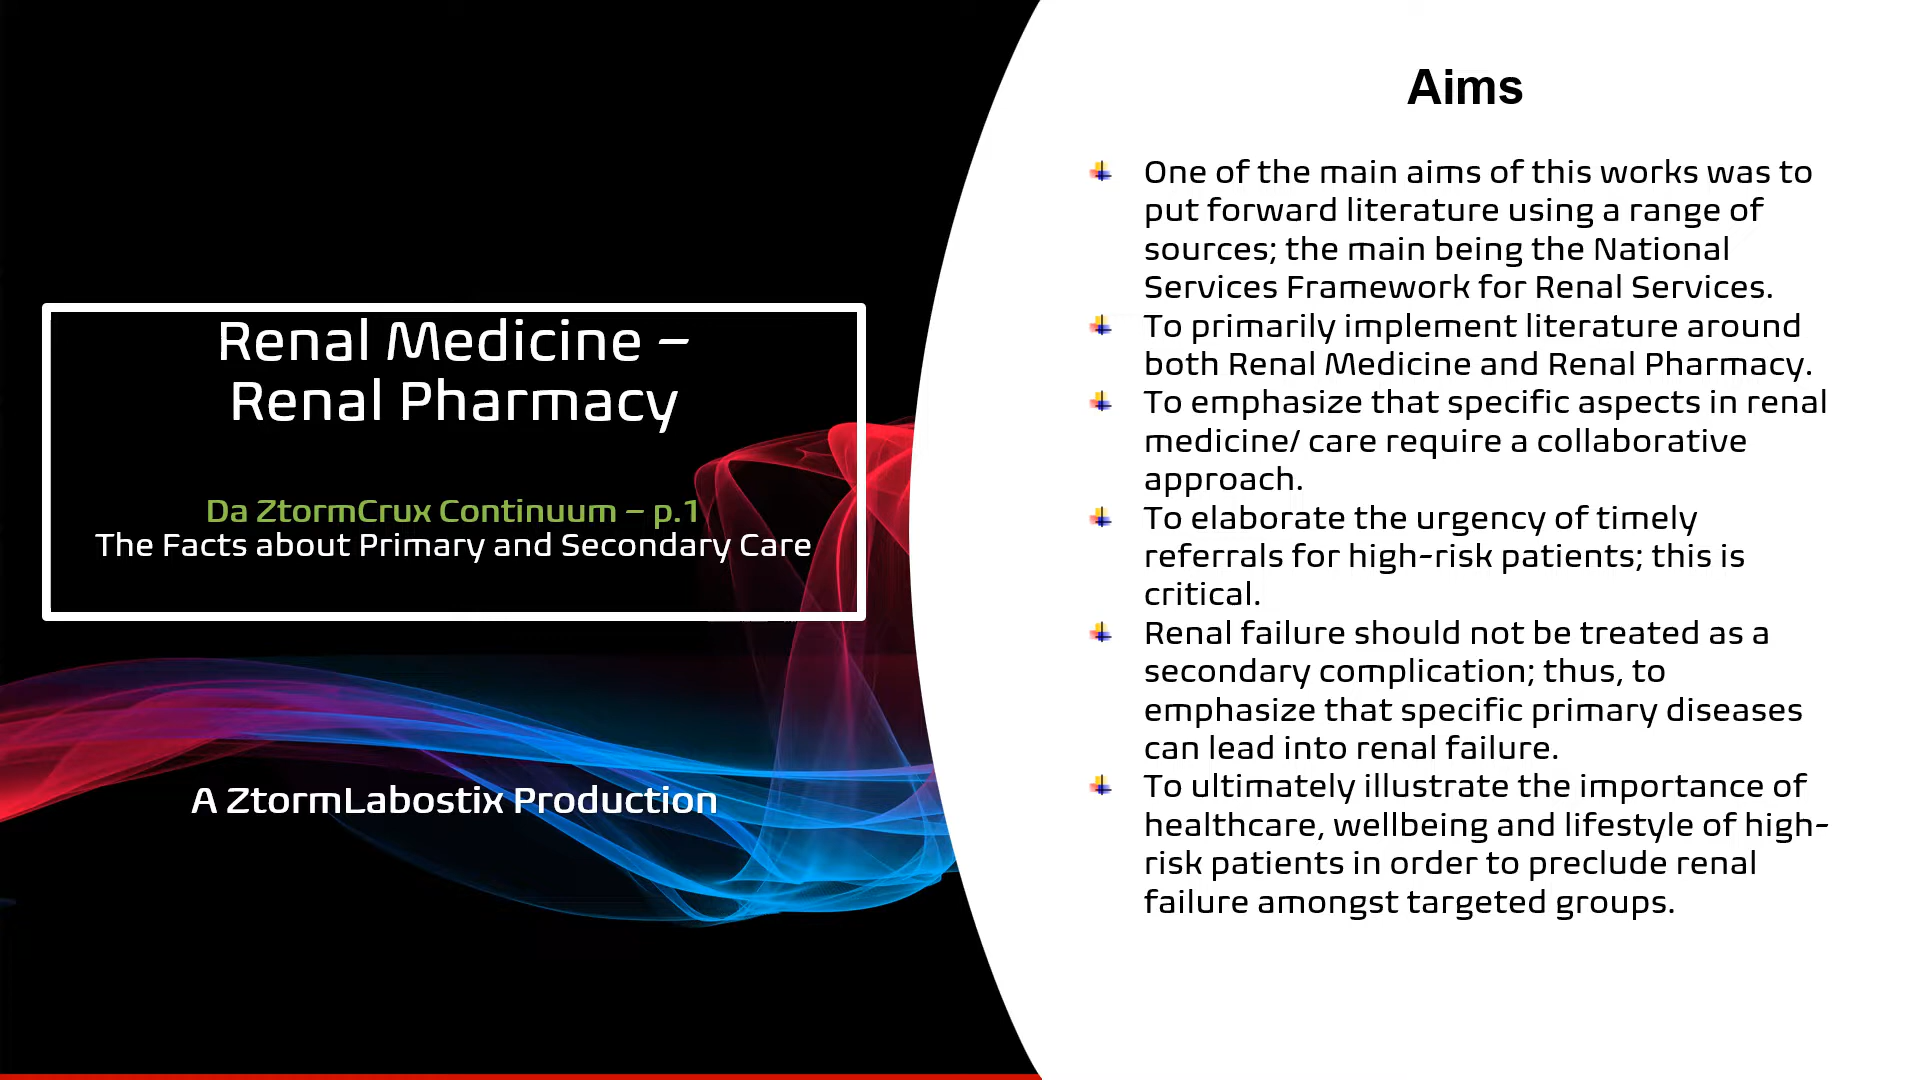 Renal Medicine –
Renal Pharmacy
Da ZtormCrux Continuum – p.1
The Facts about Primary and Secondary Care
A ZtormLabostix Production
Aims
One of the main aims of this works was to
put forward literature using a range of
sources; the main being the National
Services Framework for Renal Services.
To primarily implement literature around
both Renal Medicine and Renal Pharmacy.
To emphasize that specific aspects in renal
medicine/ care require a collaborative
approach.
To elaborate the urgency of timely
referrals for high-risk patients; this is
critical.
Renal failure should not be treated as a
secondary complication; thus, to
emphasize that specific primary diseases
can lead into renal failure.
To ultimately illustrate the importance of
healthcare, wellbeing and lifestyle of high-
risk patients in order to preclude renal
failure amongst targeted groups.